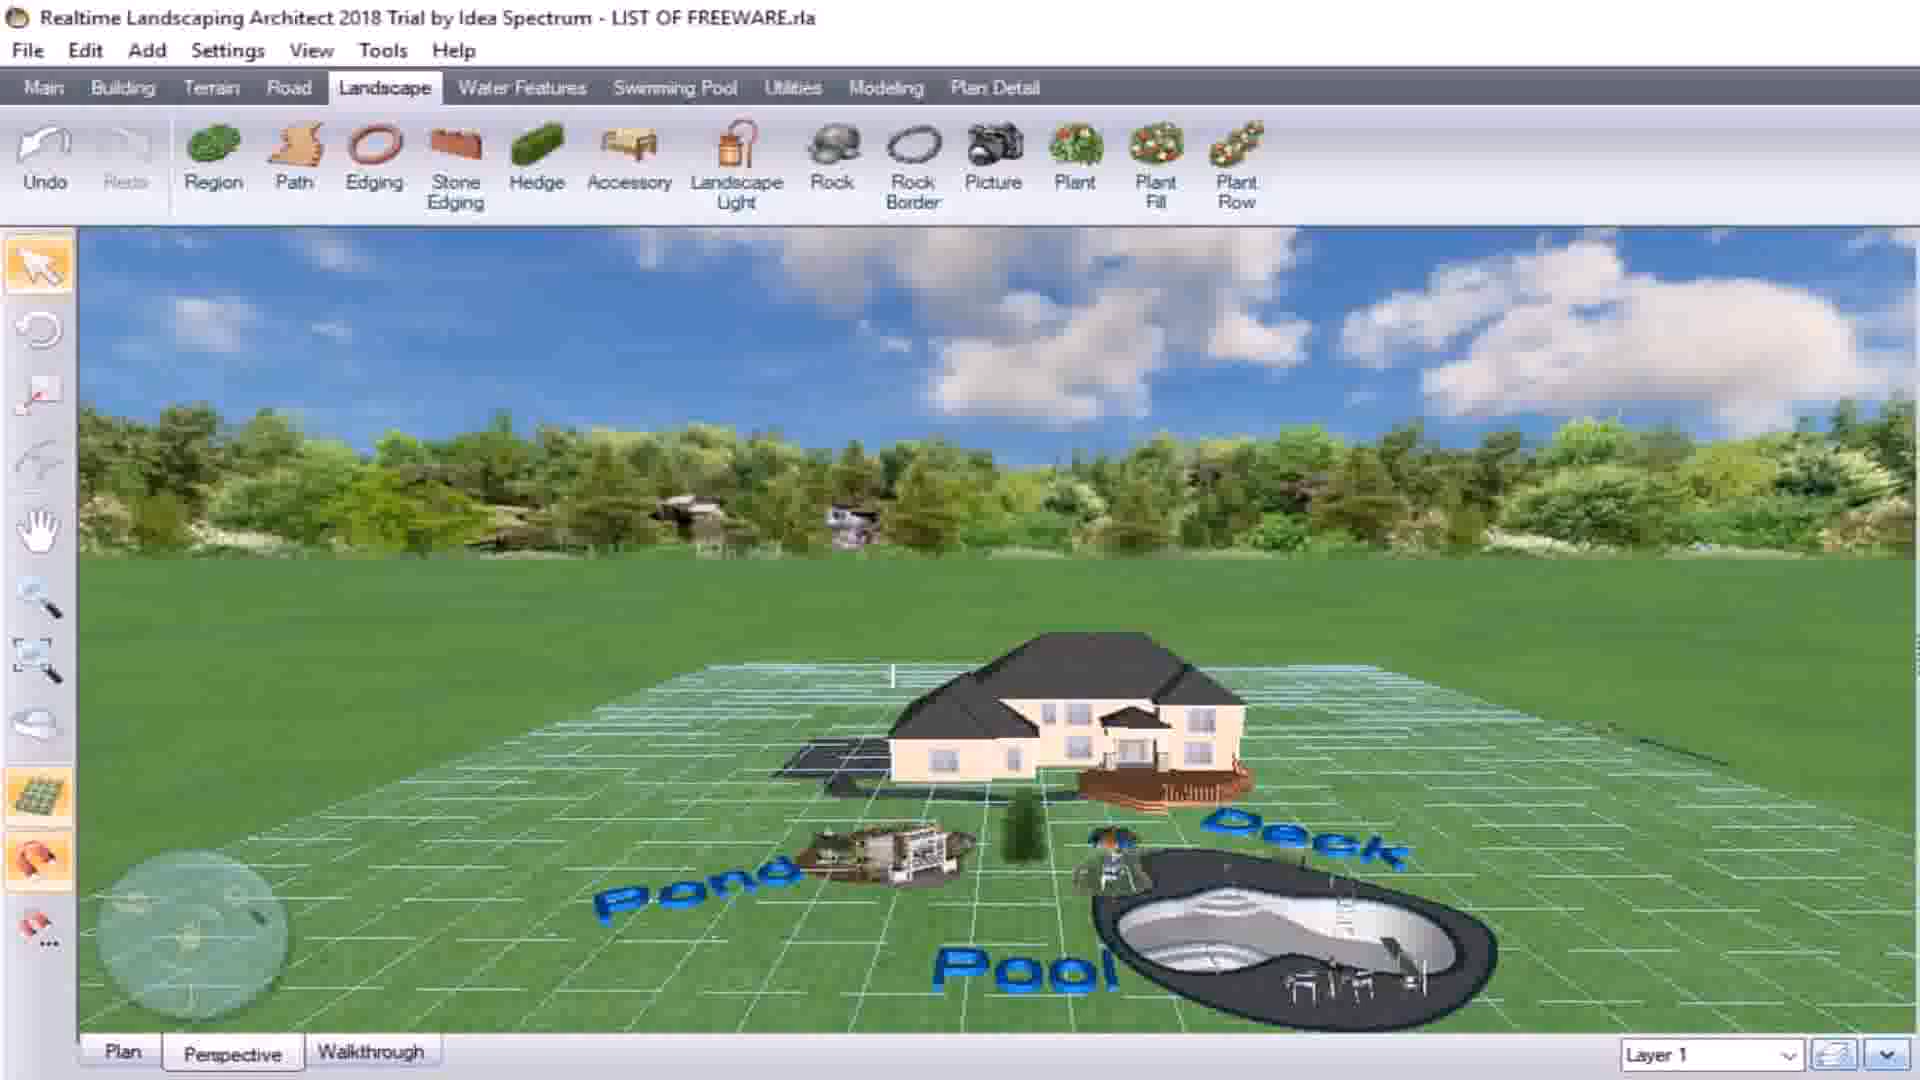 Realtime Landscaping Architect 2018 Trial by Idea Spectrum - LIST OF FREEWARE.rla
File Edit Add Settings View Tools Help
Main Building Terrain Road Landscape Water Features Swimming Pool Utilities Modeling Plan Detail
Undo Redo Region Path Edging Stone Edging Hedge Accessory Landscape Light Rock Rock Border Picture Plant Plant Fill Plant Row
Deck
Pond
Pool
Plan Perspective Walkthrough
Layer 1